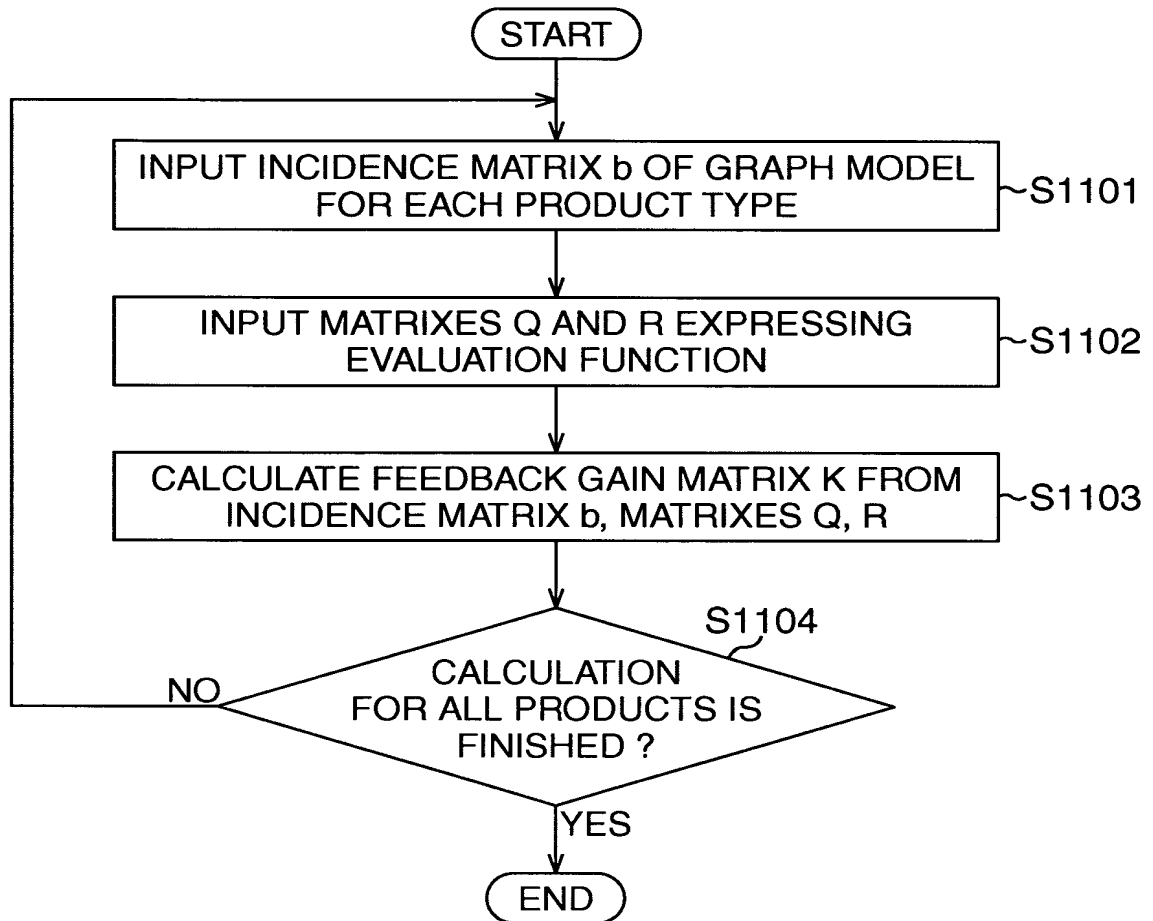 START
INPUT INCIDENCE MATRIX b OF GRAPH MODEL
FOR EACH PRODUCT TYPE
S1101
INPUT MATRIXES Q AND R EXPRESSING
EVALUATION FUNCTION
S1102
CALCULATE FEEDBACK GAIN MATRIX K FROM
INCIDENCE MATRIX b, MATRIXES Q, R
S1103
S1104
CALCULATION
FOR ALL PRODUCTS IS
FINISHED ?
NO
YES
END